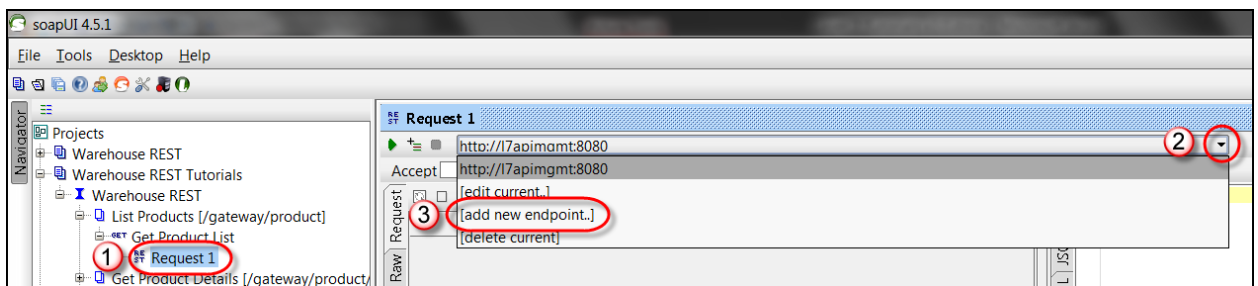 soapUI 4.5.1
File Tools Desktop Help
Navigator
Projects
Warehouse REST
Warehouse REST Tutorials
Warehouse REST
List Products [/gateway/product]
GET Get Product List
1 REST Request 1
Get Product Details [/gateway/product/
REST Request 1
http://l7apimgmt:8080 2
Accept http://l7apimgmt:8080
[edit current..]
3 [add new endpoint..]
[delete current]
Request
Raw